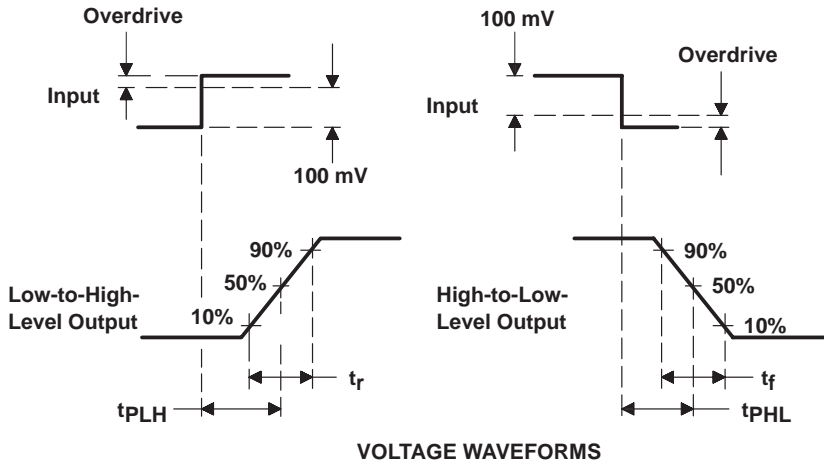 Overdrive
Input
100 mV
90%
50%
10%
Low-to-High-
Level Output
tr
tPLH
100 mV
Overdrive
Input
90%
50%
10%
High-to-Low-
Level Output
tf
tPHL
VOLTAGE WAVEFORMS